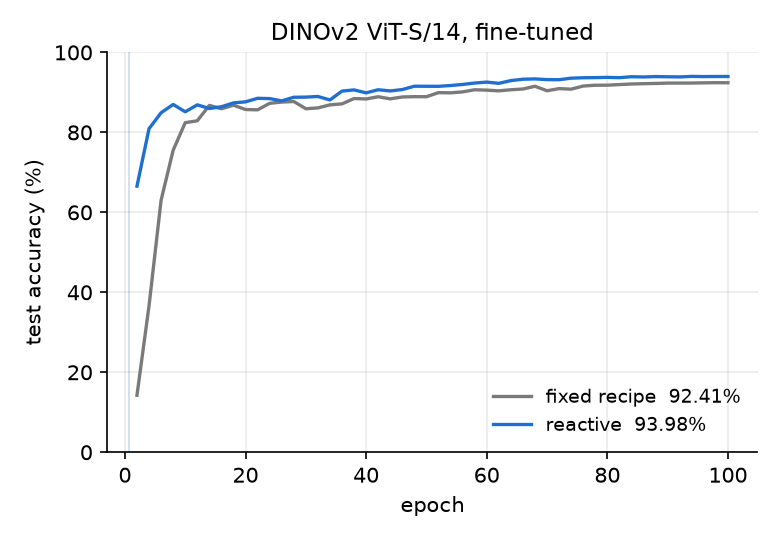 DINOv2 ViT-S/14, fine-tuned
100
80
60
40
20
0
test accuracy (%)
fixed recipe 92.41%
reactive 93.98%
0 20 40 60 80 100
epoch